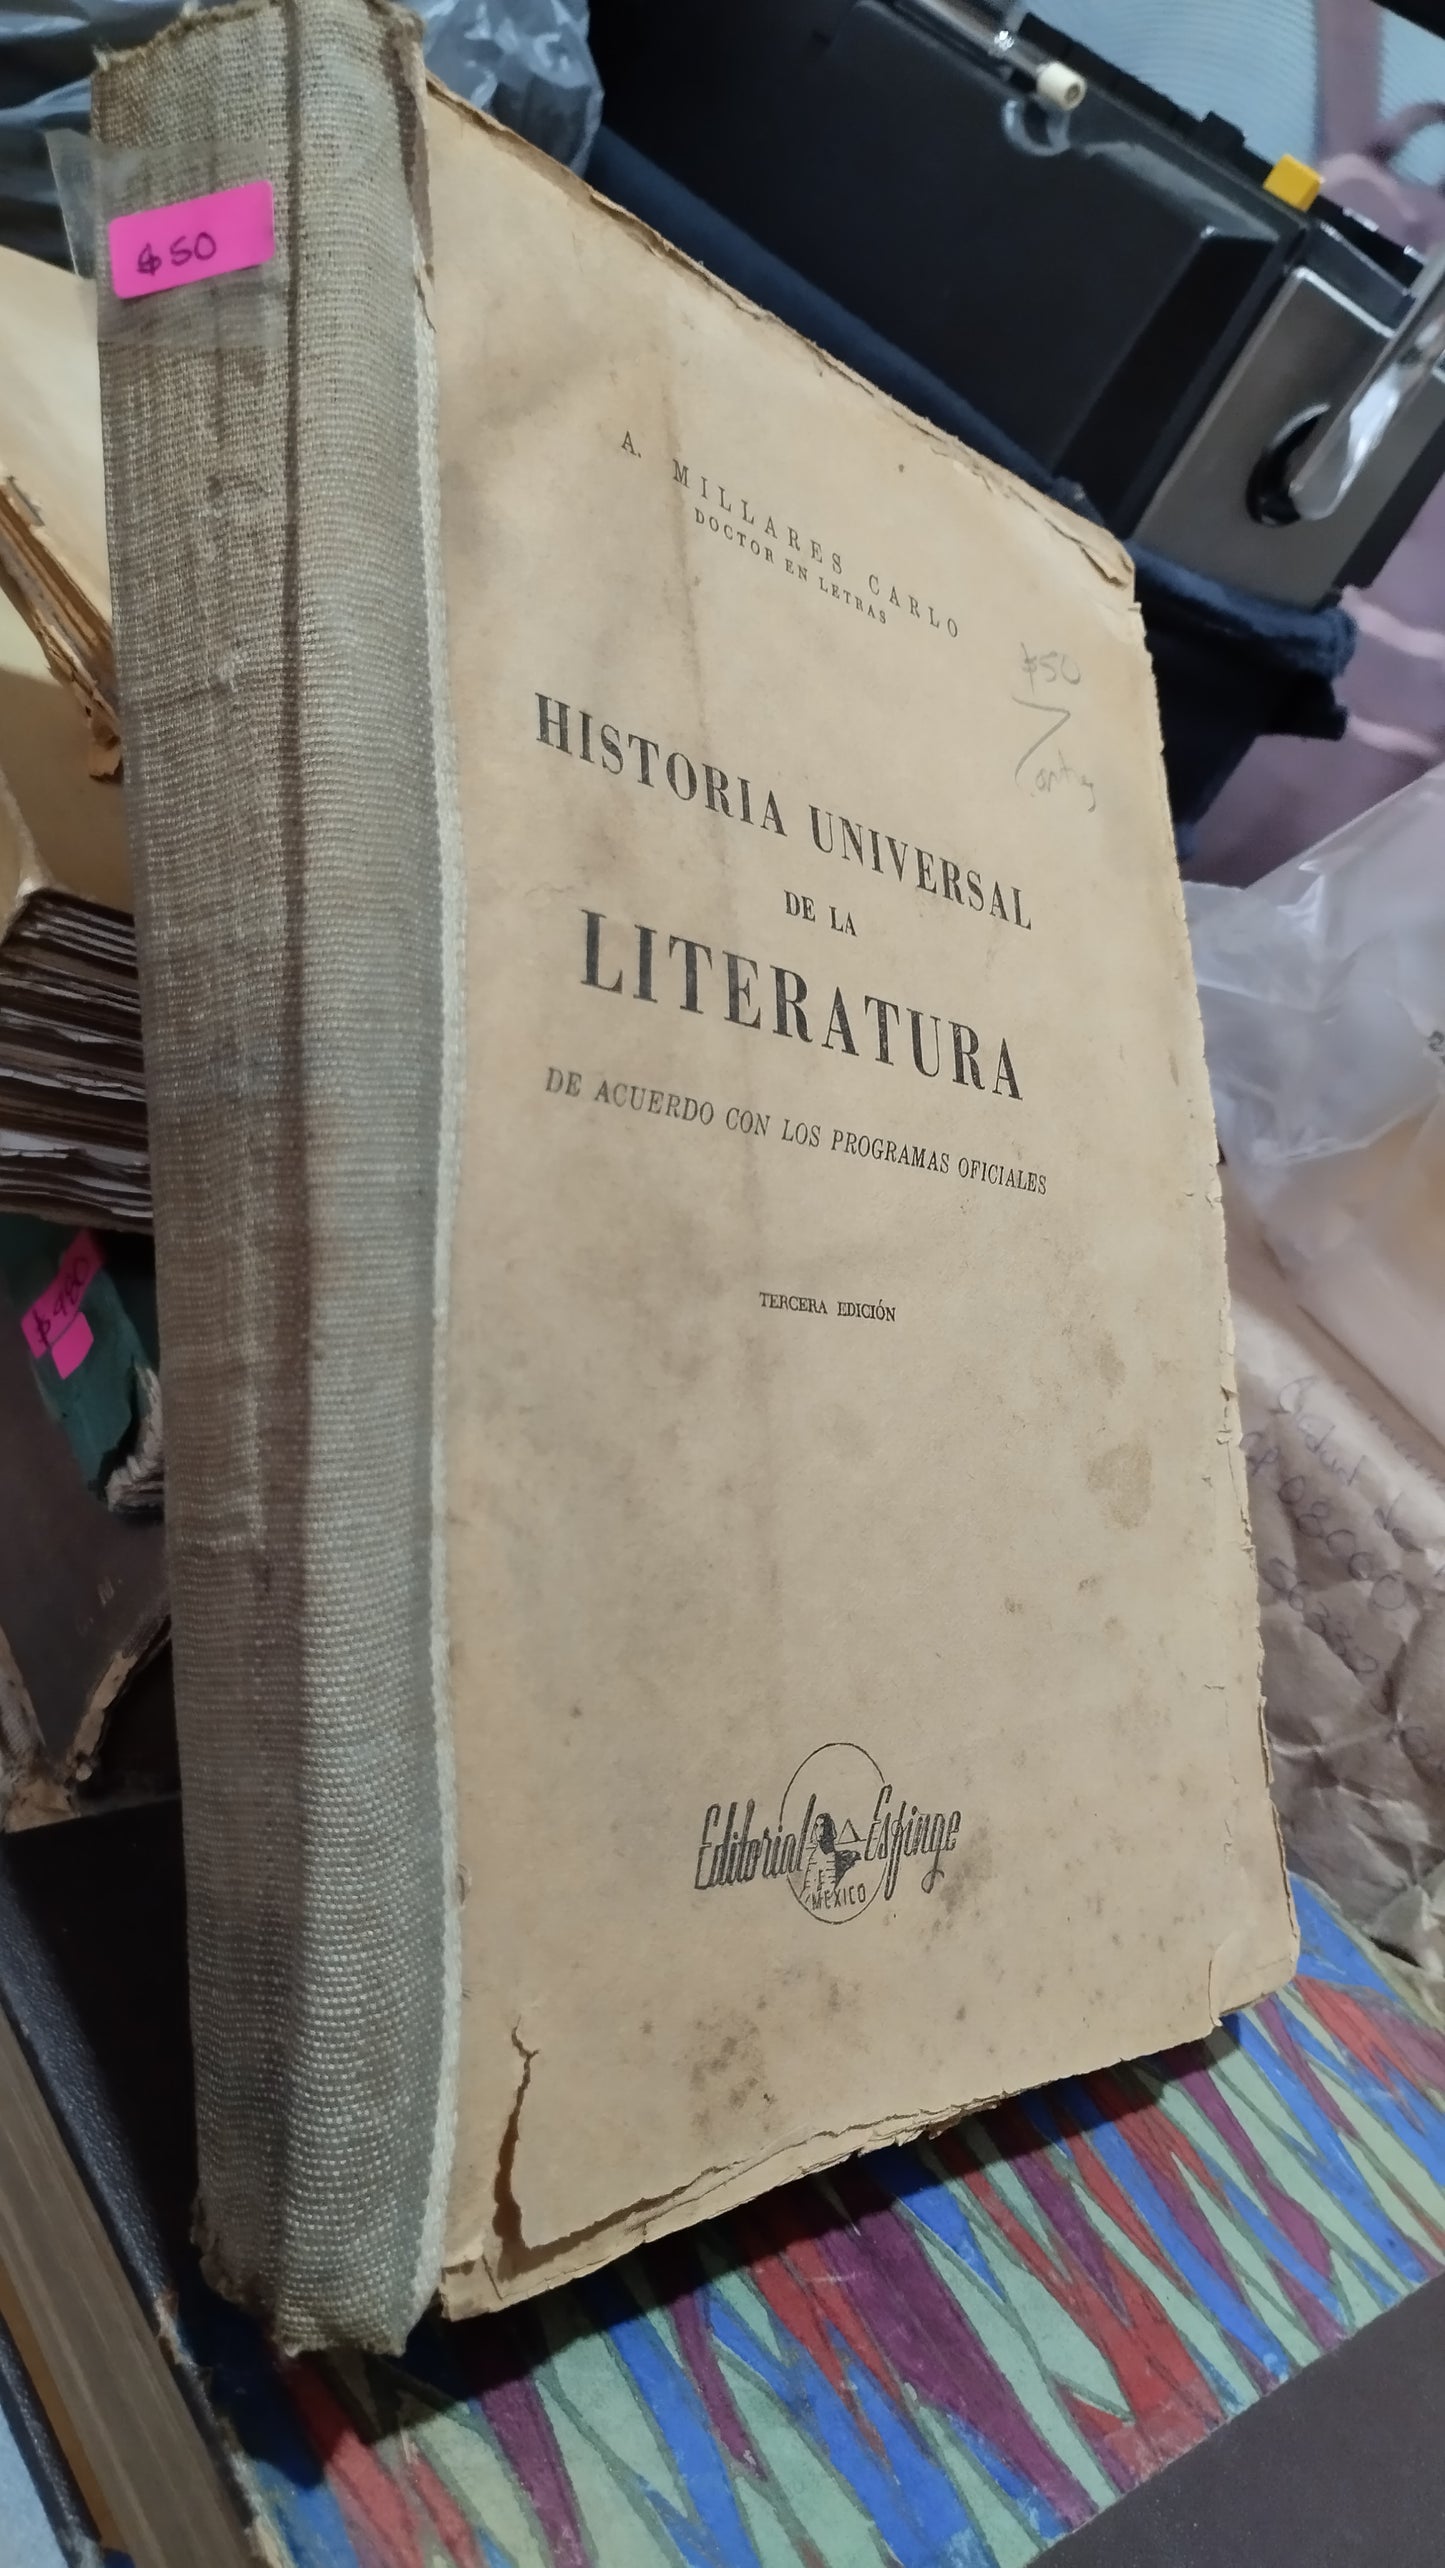 $50
A. MILLARES CARLO
DOCTOR EN LETRAS
$50
HISTORIA UNIVERSAL
DE LA
LITERATURA
DE ACUERDO CON LOS PROGRAMAS OFICIALES
TERCERA EDICIÓN
Editorial Esfinge
MEXICO
$480